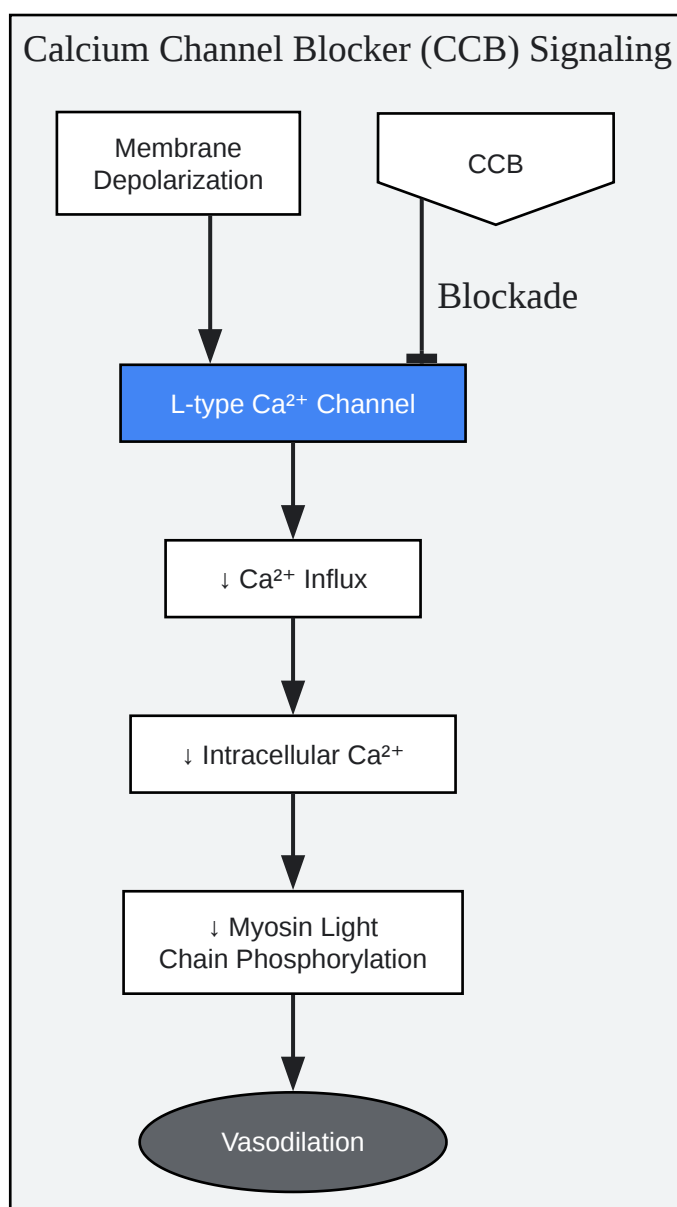 Calcium Channel Blocker (CCB) Signaling
Membrane
Depolarization
CCB
Blockade
L-type Ca²⁺ Channel
↓ Ca²⁺ Influx
↓ Intracellular Ca²⁺
↓ Myosin Light
Chain Phosphorylation
Vasodilation